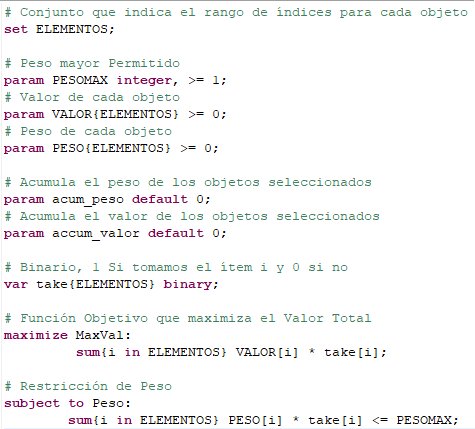 # Conjunto que indica el rango de índices para cada objeto
set ELEMENTOS;
# Peso mayor Permitido
param PESOMAX integer, >= 1;
# Valor de cada objeto
param VALOR{ELEMENTOS} >= 0;
# Peso de cada objeto
param PESO{ELEMENTOS} >= 0;
# Acumula el peso de los objetos seleccionados
param acum_peso default 0;
# Acumula el valor de los objetos seleccionados
param accum_valor default 0;
# Binario, 1 Si tomamos el ítem i y 0 si no
var take{ELEMENTOS} binary;
# Función Objetivo que maximiza el Valor Total
maximize MaxVal:
sum{i in ELEMENTOS} VALOR[i] * take[i];
# Restricción de Peso
subject to Peso:
sum{i in ELEMENTOS} PESO[i] * take[i] <= PESOMAX;